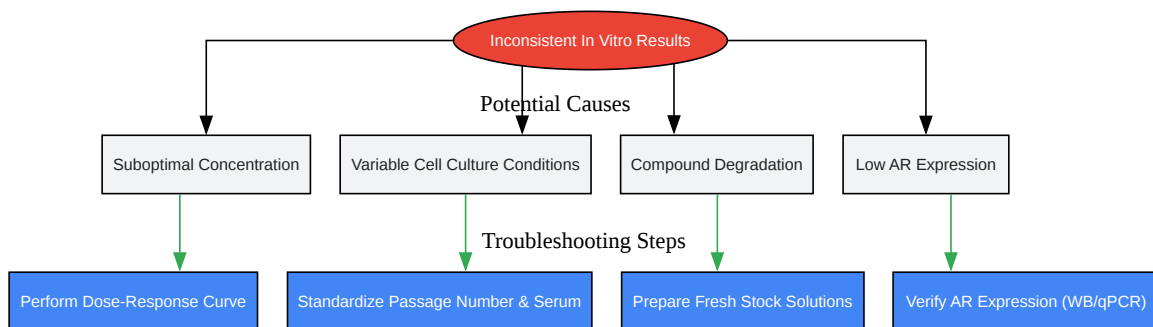 Inconsistent In Vitro Results
Potential Causes
Suboptimal Concentration
Variable Cell Culture Conditions
Compound Degradation
Low AR Expression
Troubleshooting Steps
Perform Dose-Response Curve
Standardize Passage Number & Serum
Prepare Fresh Stock Solutions
Verify AR Expression (WB/qPCR)